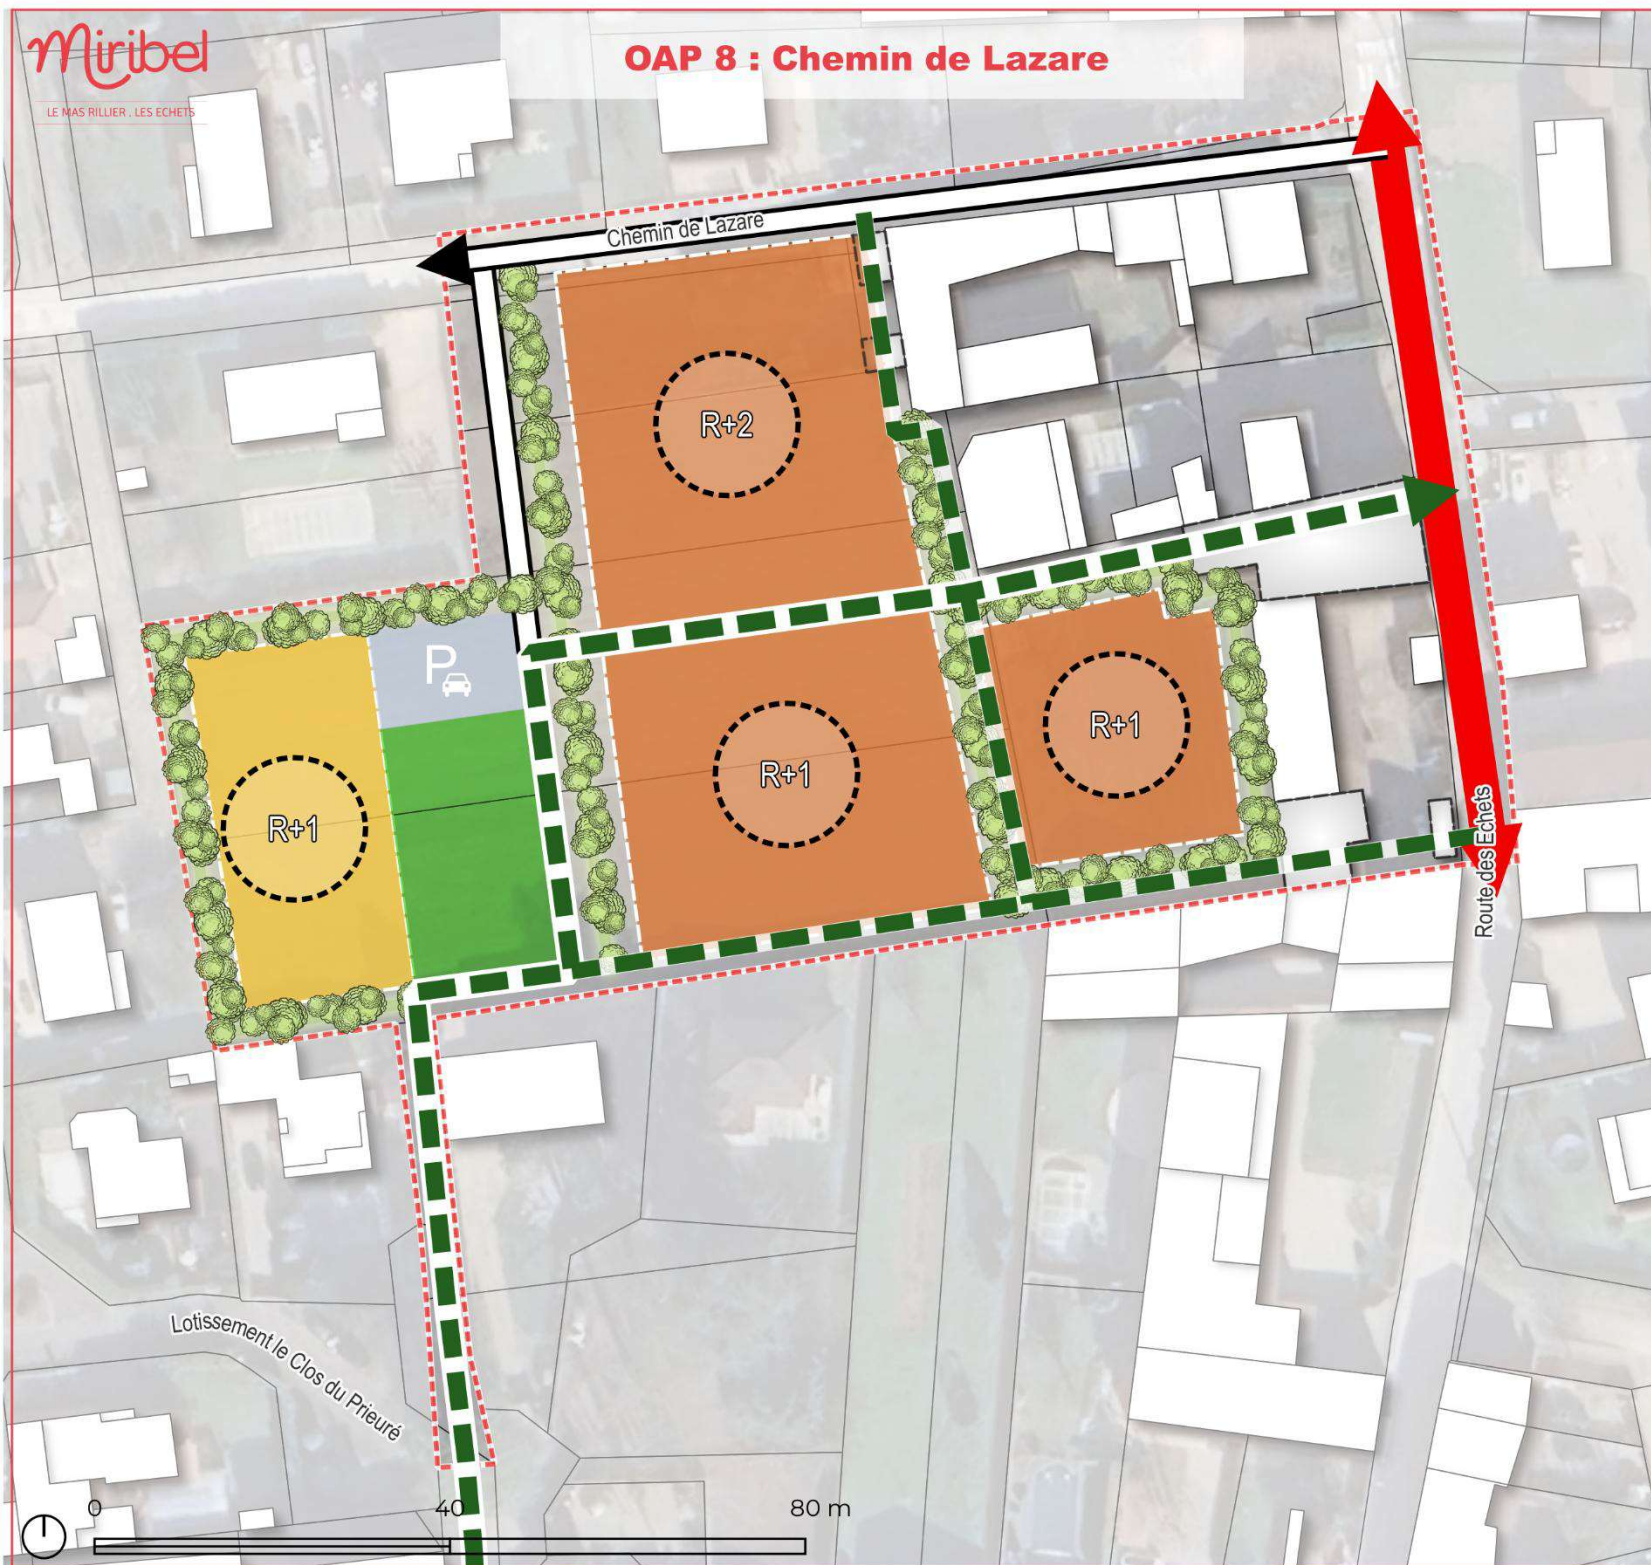 Miribel
LE MAS RILLIER . LES ECHETS
OAP 8 : Chemin de Lazare
Chemin de Lazare
R+2
P
R+1
R+1
R+1
Route des Echets
Lotissement le Clos du Prieuré
0 40 80 m